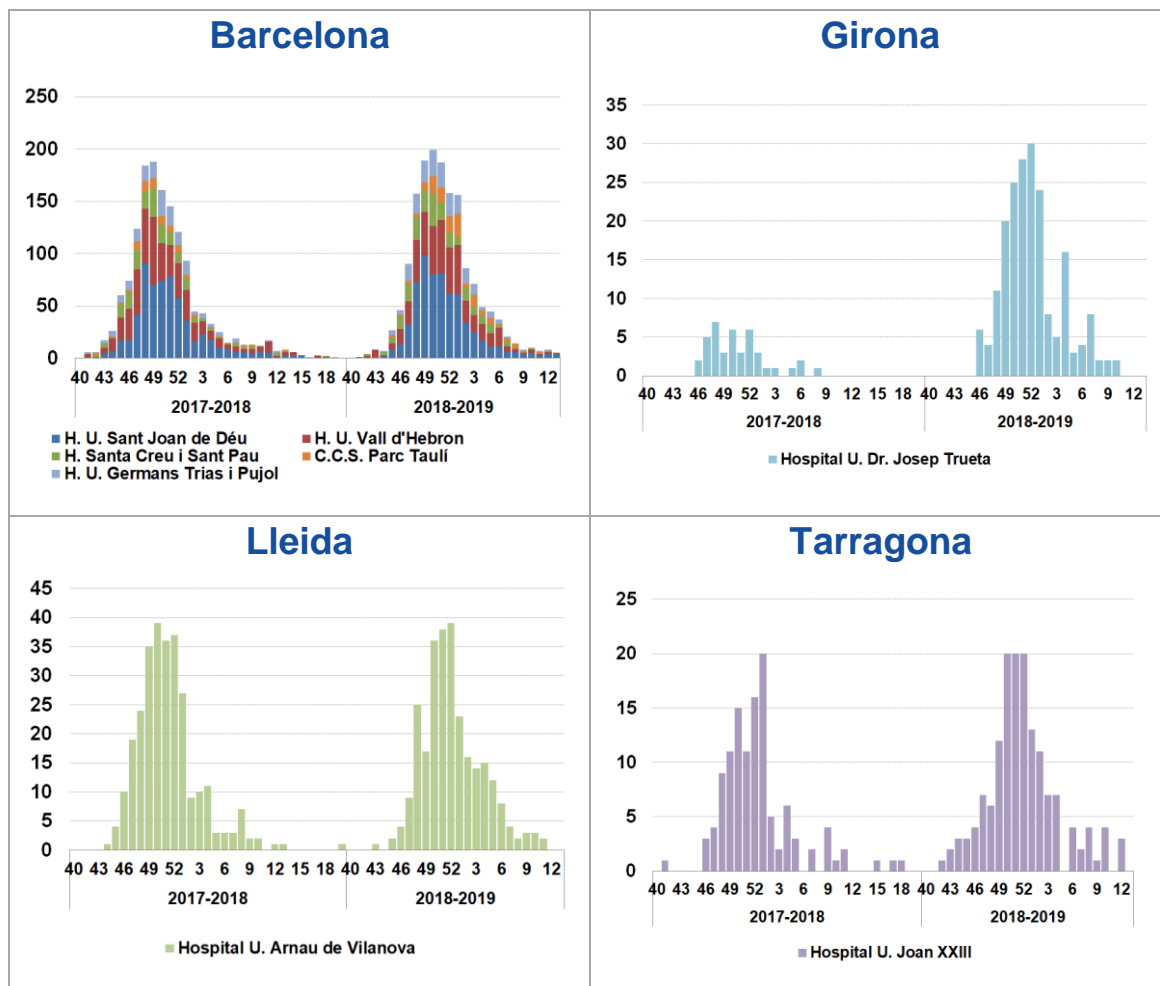 Barcelona
250
200
150
100
50
0
40 43 46 49 52 3 6 9 12 15 18 40 43 46 49 52 3 6 9 12
2017-2018 2018-2019
H. U. Sant Joan de Déu H. U. Vall d'Hebron
H. Santa Creu i Sant Pau C.C.S. Parc Taulí
H. U. Germans Trias i Pujol
Girona
35
30
25
20
15
10
5
0
40 43 46 49 52 3 6 9 12 15 18 40 43 46 49 52 3 6 9 12
2017-2018 2018-2019
Hospital U. Dr. Josep Trueta
Lleida
45
40
35
30
25
20
15
10
5
0
40 43 46 49 52 3 6 9 12 15 18 40 43 46 49 52 3 6 9 12
2017-2018 2018-2019
Hospital U. Arnau de Vilanova
Tarragona
25
20
15
10
5
0
40 43 46 49 52 3 6 9 12 15 18 40 43 46 49 52 3 6 9 12
2017-2018 2018-2019
Hospital U. Joan XXIII